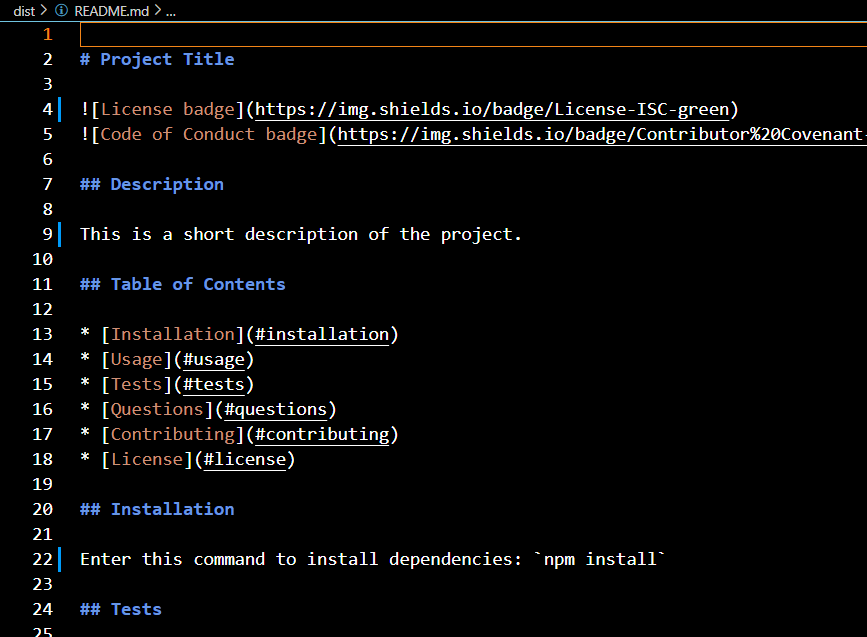 dist > README.md > ...
1
2 # Project Title
3
4 ![License badge](https://img.shields.io/badge/License-ISC-green)
5 ![Code of Conduct badge](https://img.shields.io/badge/Contributor%20Covenant-
6
7 ## Description
8
9 This is a short description of the project.
10
11 ## Table of Contents
12
13 * [Installation](#installation)
14 * [Usage](#usage)
15 * [Tests](#tests)
16 * [Questions](#questions)
17 * [Contributing](#contributing)
18 * [License](#license)
19
20 ## Installation
21
22 Enter this command to install dependencies: `npm install`
23
24 ## Tests
25